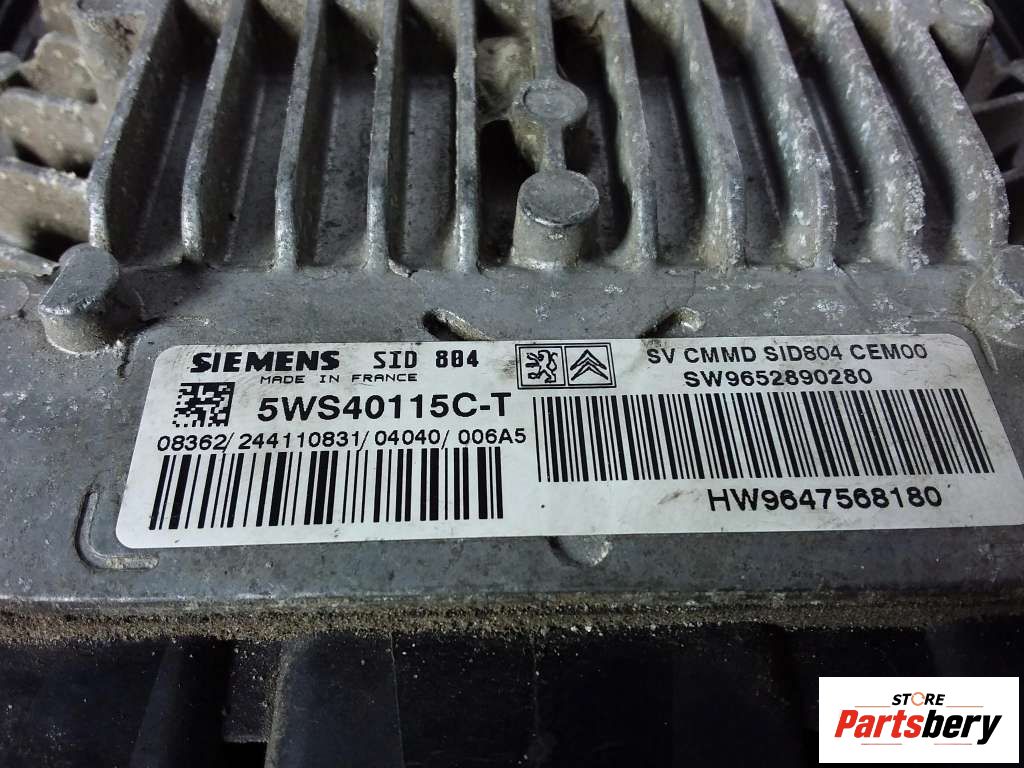 SIEMENS SID 804
MADE IN FRANCE
5WS40115C-T
08362/244110831/04040/006A5
SV CMMD SID804 CEM00
SW9652890280
HW9647568180
STORE
Partsbery